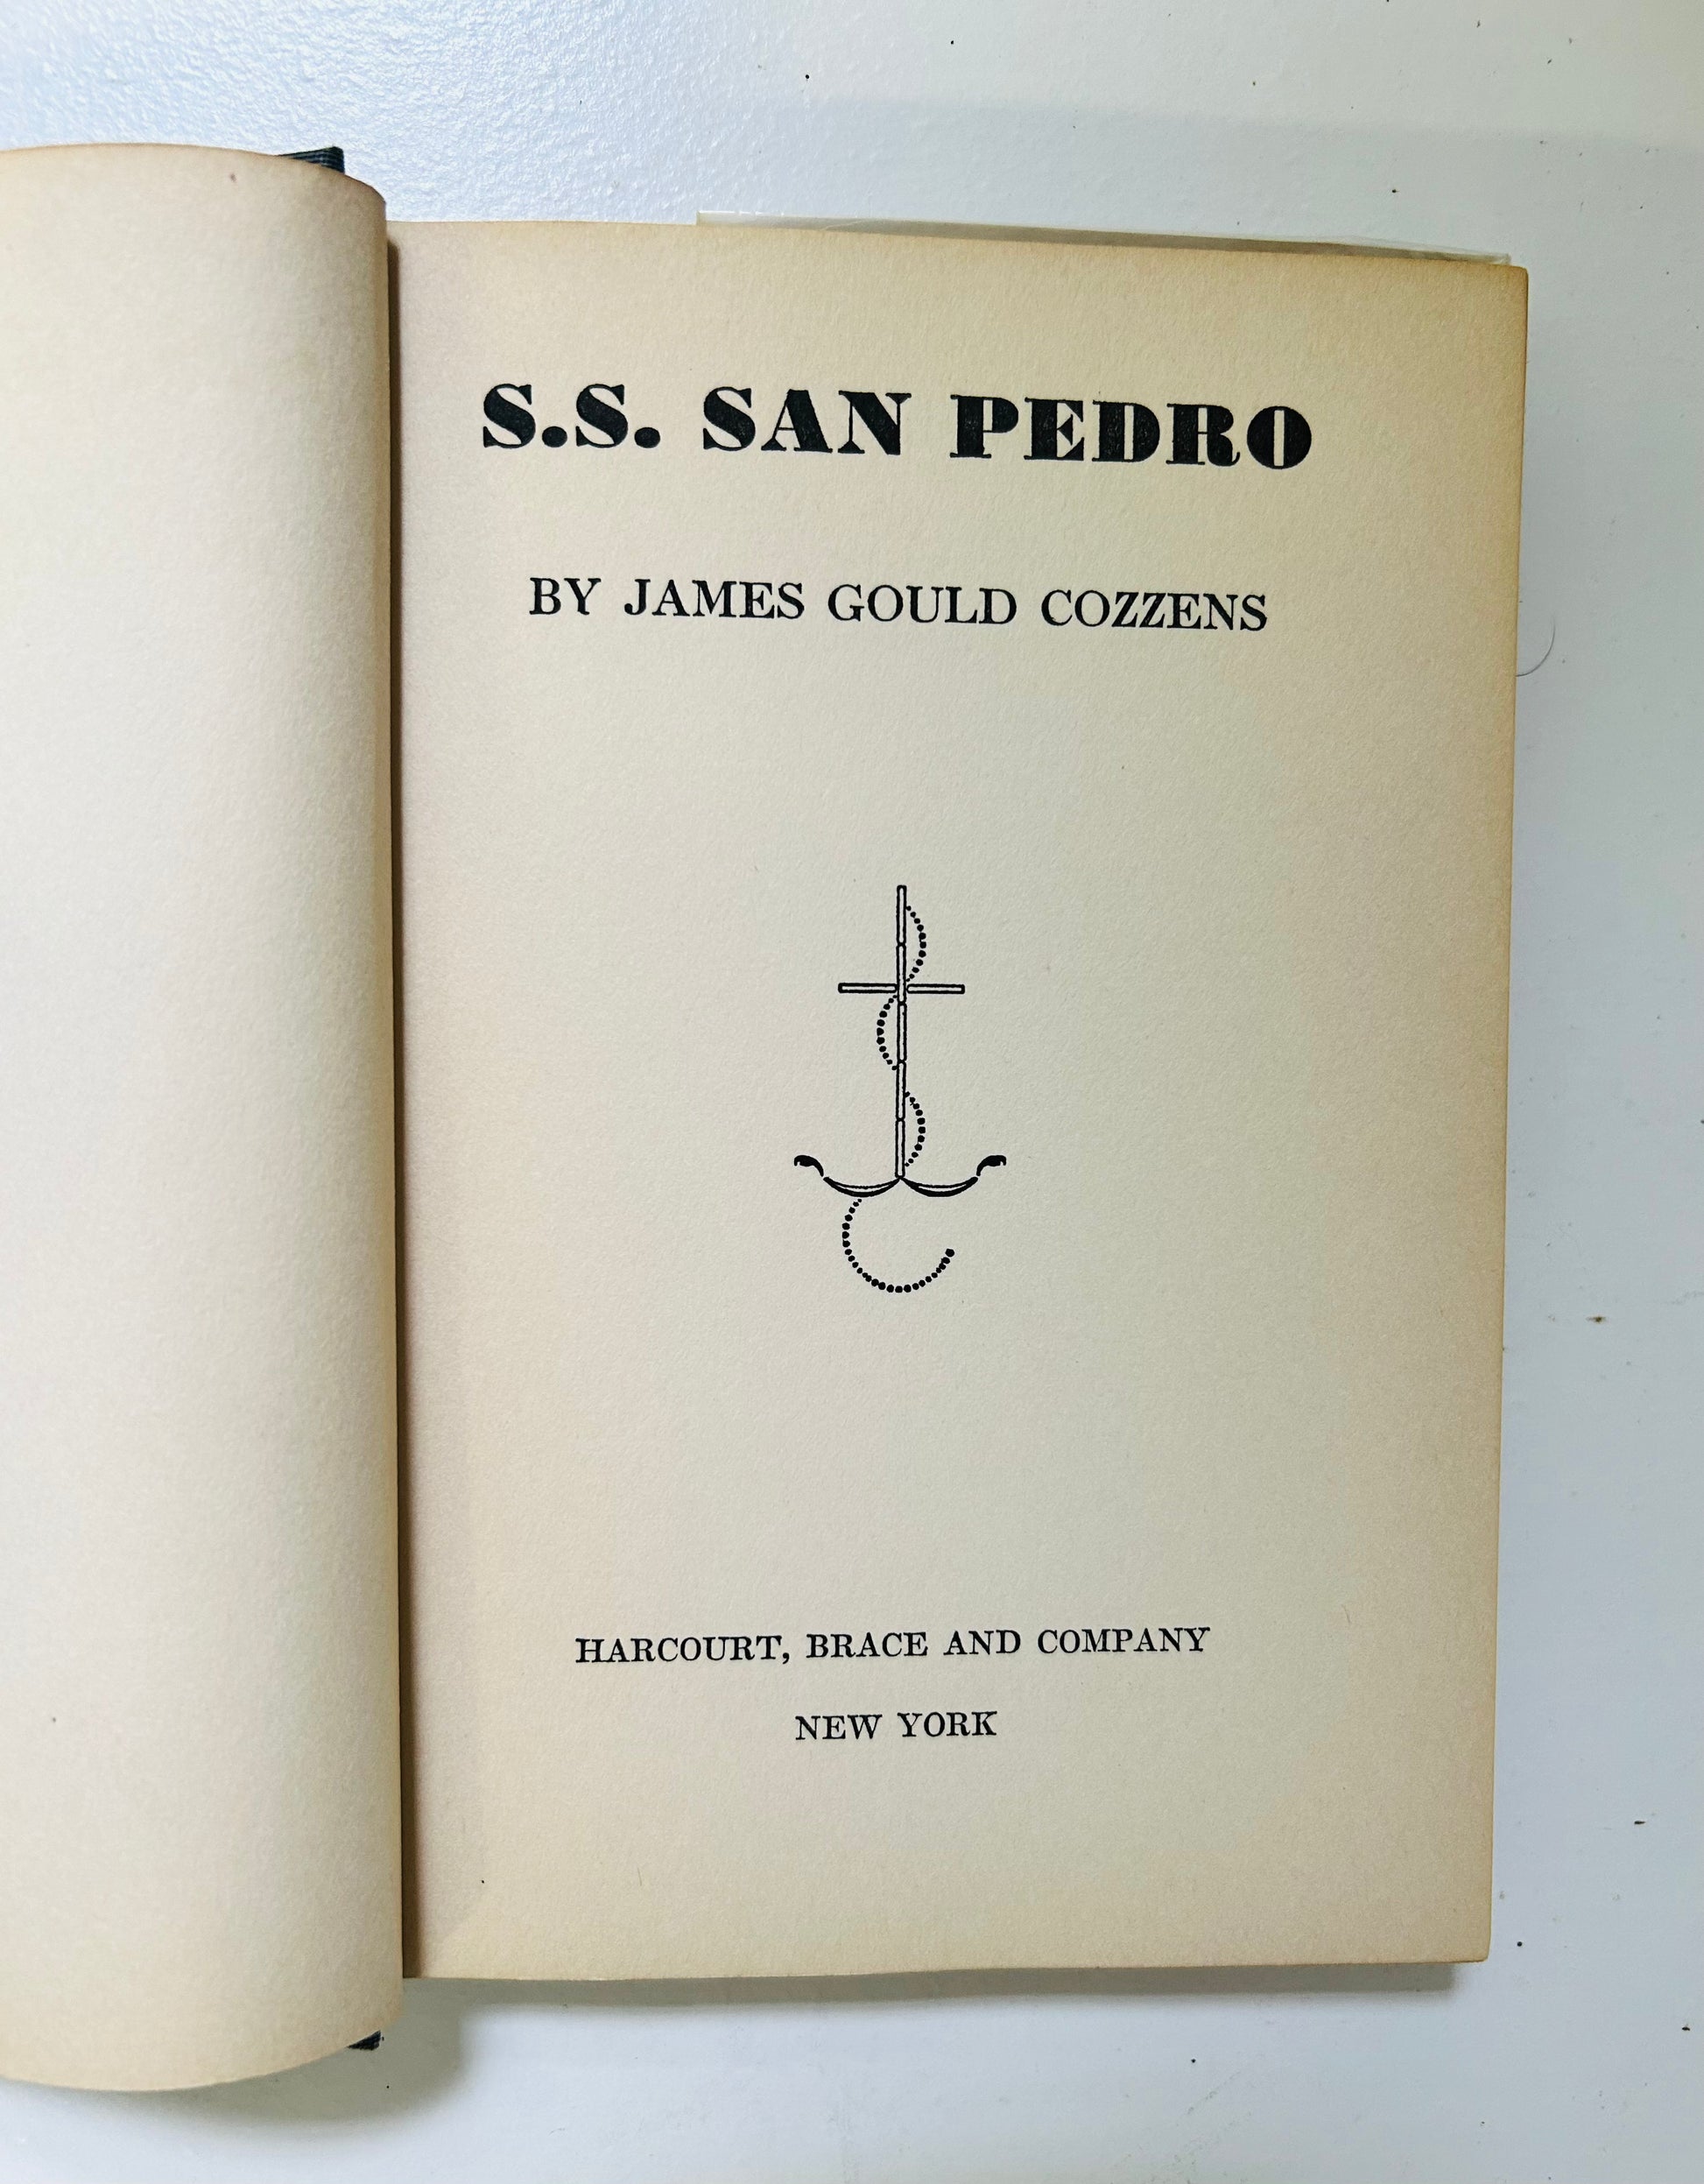 S.S. SAN PEDRO
BY JAMES GOULD COZZENS
HARCOURT, BRACE AND COMPANY
NEW YORK